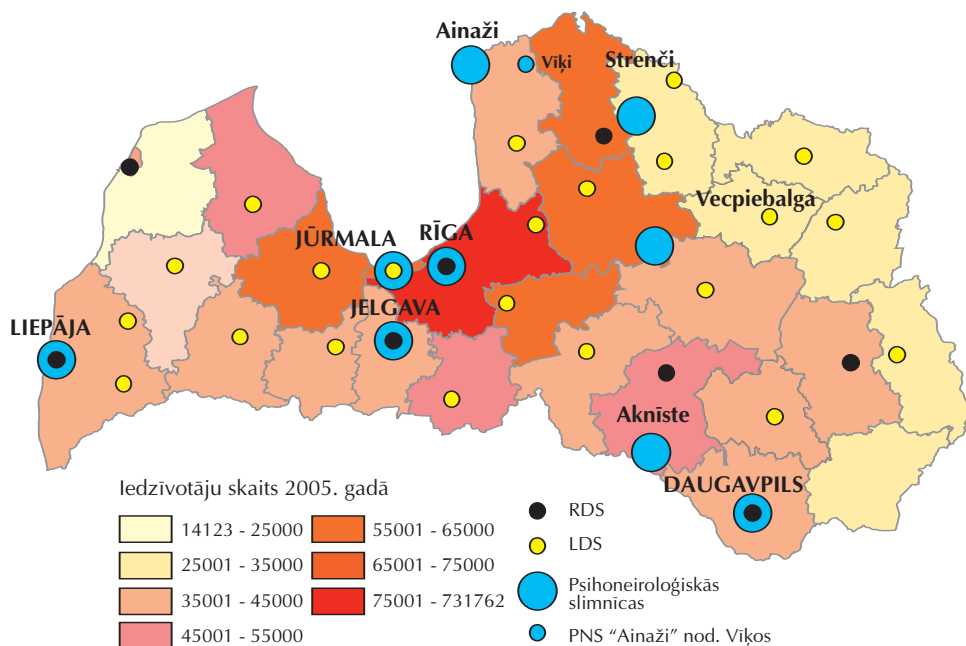 Ainaži
Vīķi
Strenči
Vecpiebalga
JŪRMALA
RĪGA
JELGAVA
LIEPĀJA
Aknīste
DAUGAVPILS
Iedzīvotāju skaits 2005. gadā
14123 - 25000
25001 - 35000
35001 - 45000
45001 - 55000
55001 - 65000
65001 - 75000
75001 - 731762
RDS
LDS
Psihoneiroloģiskās
slimnīcas
PNS “Ainaži” nod. Vīķos